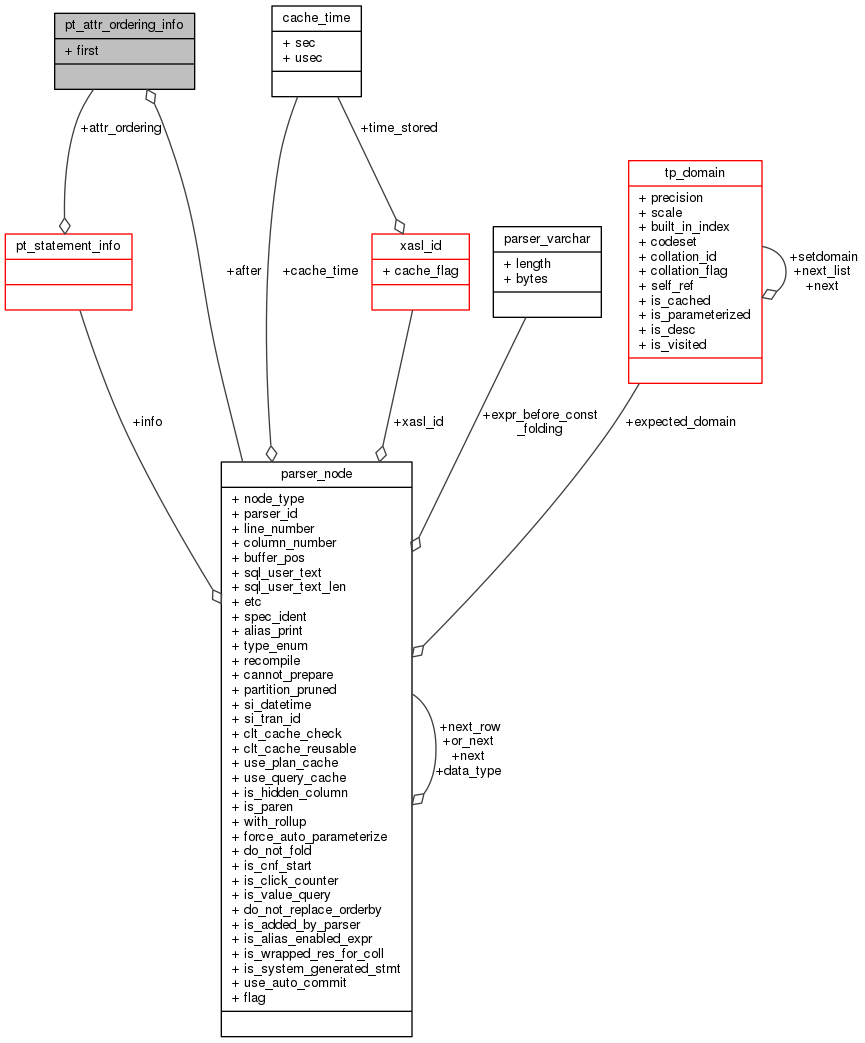 pt_attr_ordering_info
+ first
cache_time
+ sec
+ usec
+attr_ordering
+time_stored
tp_domain
+ precision
+ scale
+ built_in_index
+ codeset
+ collation_id
+ collation_flag
+ self_ref
+ is_cached
+ is_parameterized
+ is_desc
+ is_visited
+setdomain
+next_list
+next
pt_statement_info
xasl_id
+ cache_flag
parser_varchar
+ length
+ bytes
+after
+cache_time
+info
+xasl_id
+expr_before_const
_folding
+expected_domain
parser_node
+ node_type
+ parser_id
+ line_number
+ column_number
+ buffer_pos
+ sql_user_text
+ sql_user_text_len
+ etc
+ spec_ident
+ alias_print
+ type_enum
+ recompile
+ cannot_prepare
+ partition_pruned
+ si_datetime
+ si_tran_id
+ clt_cache_check
+ clt_cache_reusable
+ use_plan_cache
+ use_query_cache
+ is_hidden_column
+ is_paren
+ with_rollup
+ force_auto_parameterize
+ do_not_fold
+ is_cnf_start
+ is_click_counter
+ is_value_query
+ do_not_replace_orderby
+ is_added_by_parser
+ is_alias_enabled_expr
+ is_wrapped_res_for_coll
+ is_system_generated_stmt
+ use_auto_commit
+ flag
+next_row
+or_next
+next
+data_type